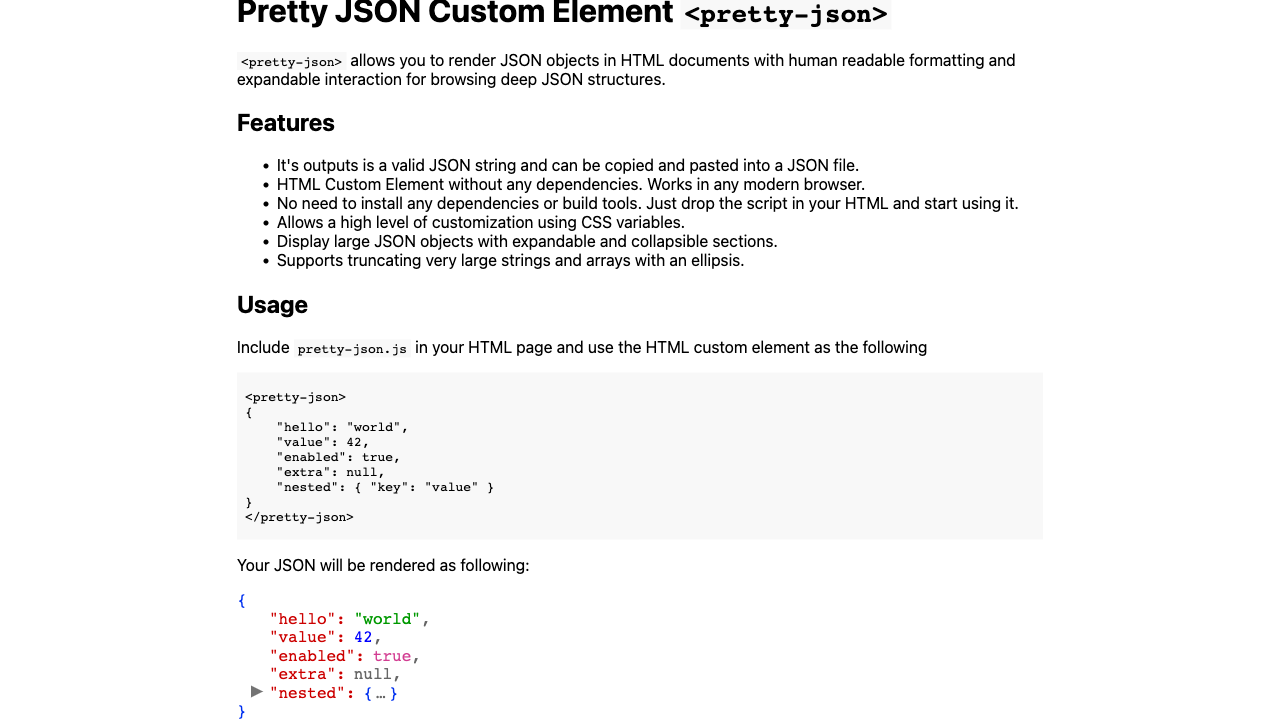 Pretty JSON Custom Element <pretty-json>
<pretty-json> allows you to render JSON objects in HTML documents with human readable formatting and
expandable interaction for browsing deep JSON structures.
Features
• It's outputs is a valid JSON string and can be copied and pasted into a JSON file.
• HTML Custom Element without any dependencies. Works in any modern browser.
• No need to install any dependencies or build tools. Just drop the script in your HTML and start using it.
• Allows a high level of customization using CSS variables.
• Display large JSON objects with expandable and collapsible sections.
• Supports truncating very large strings and arrays with an ellipsis.
Usage
Include pretty-json.js in your HTML page and use the HTML custom element as the following
<pretty-json>
{
    "hello": "world",
    "value": 42,
    "enabled": true,
    "extra": null,
    "nested": { "key": "value" }
}
</pretty-json>
Your JSON will be rendered as following:
{
    "hello": "world",
    "value": 42,
    "enabled": true,
    "extra": null,
  ▶ "nested": {…}
}